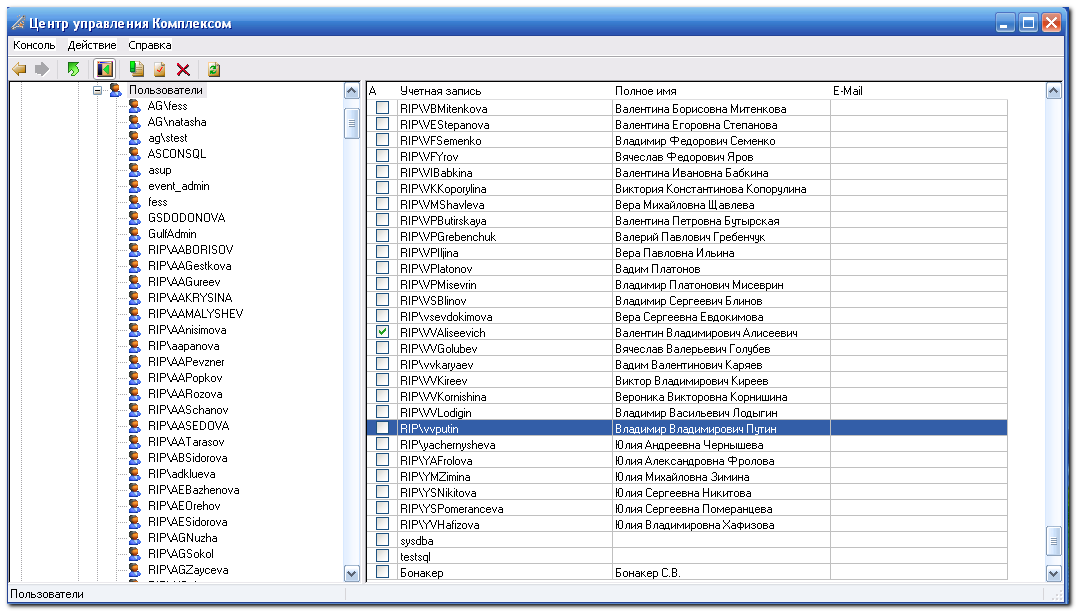 Центр управления Комплексом
Консоль Действие Справка
Пользователи
AG\fess
AG\natasha
ag\stest
ASCONSQL
asup
event_admin
fess
GSDODONOVA
GulfAdmin
RIP\AABORISOV
RIP\AAGestkova
RIP\AAGureev
RIP\AAKRYSINA
RIP\AAMALYSHEV
RIP\AAnisimova
RIP\aapanova
RIP\AAPevzner
RIP\AAPopkov
RIP\AARozova
RIP\AASchanov
RIP\AASEDOVA
RIP\AATarasov
RIP\ABSidorova
RIP\adklueva
RIP\AEBazhenova
RIP\AEOrehov
RIP\AESidorova
RIP\AGNuzha
RIP\AGSokol
RIP\AGZayceva
А Учетная запись Полное имя E-Mail
RIP\VBMitenkova Валентина Борисовна Митенкова
RIP\VEStepanova Валентина Егоровна Степанова
RIP\VFSemenko Владимир Федорович Семенко
RIP\VFYrov Вячеслав Федорович Яров
RIP\VIBabkina Валентина Ивановна Бабкина
RIP\VKKoporylina Виктория Константинова Копорулина
RIP\VMShavleva Вера Михайловна Щавлева
RIP\VPButirskaya Валентина Петровна Бутырская
RIP\VPGrebenchuk Валерий Павлович Гребенчук
RIP\VPIljina Вера Павловна Ильина
RIP\VPlatonov Вадим Платонов
RIP\VPMisevrin Владимир Платонович Мисеврин
RIP\VSBlinov Владимир Сергеевич Блинов
RIP\vsevdokimova Вера Сергеевна Евдокимова
RIP\VVAliseevich Валентин Владимирович Алисеевич
RIP\VVGolubev Вячеслав Валерьевич Голубев
RIP\vvkaryaev Вадим Валентинович Каряев
RIP\VVKireev Виктор Владимирович Киреев
RIP\VVKornishina Вероника Викторовна Корнишина
RIP\VVLodigin Владимир Васильевич Лодыгин
RIP\vvputin Владимир Владимирович Путин
RIP\yachernysheva Юлия Андреевна Чернышева
RIP\YAFrolova Юлия Александровна Фролова
RIP\YMZimina Юлия Михайловна Зимина
RIP\YSNikitova Юлия Сергеевна Никитова
RIP\YSPomeranceva Юлия Сергеевна Померанцева
RIP\YVHafizova Юлия Владимировна Хафизова
sysdba
testsql
Бонакер Бонакер С.В.
Пользователи